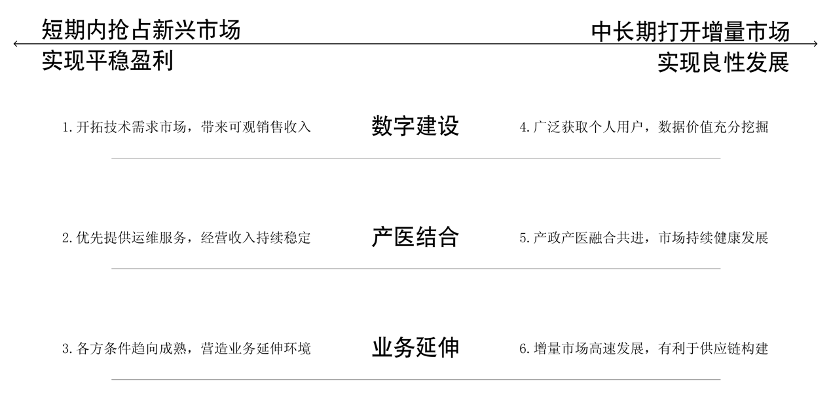 短期内抢占新兴市场
中长期打开增量市场
实现平稳盈利
实现良性发展
1.开拓技术需求市场，带来可观销售收入
数字建设
4.广泛获取个人用户，数据价值充分挖掘
2.优先提供运维服务，经营收入持续稳定
产医结合
5.产政产医融合共进，市场持续健康发展
3.各方条件趋向成熟，营造业务延伸环境
业务延伸
6.增量市场高速发展，有利于供应链构建